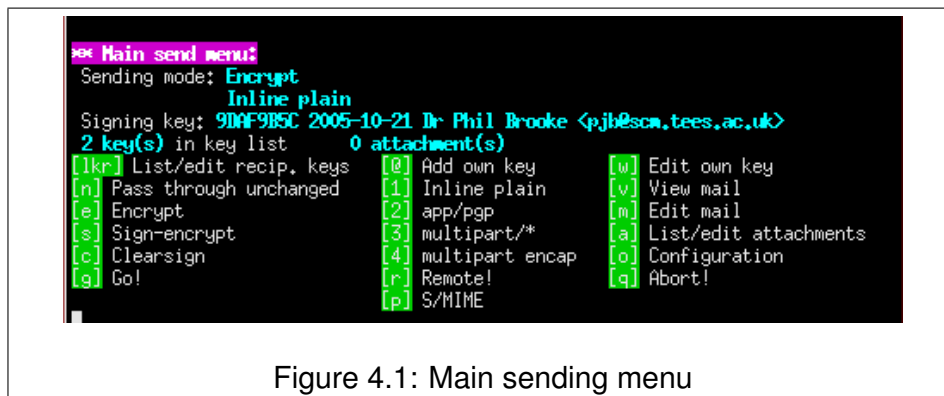 *** Main send menu:
Sending mode: Encrypt
Inline plain
Signing key: 9DAF9B5C 2005-10-21 Dr Phil Brooke <pjb@scm.tees.ac.uk>
2 key(s) in key list 0 attachment(s)
[lkr] List/edit recip. keys [@] Add own key [w] Edit own key
[n] Pass through unchanged [1] Inline plain [v] View mail
[e] Encrypt [2] app/pgp [m] Edit mail
[s] Sign-encrypt [3] multipart/* [a] List/edit attachments
[c] Clearsign [4] multipart encap [o] Configuration
[g] Go! [r] Remote! [q] Abort!
[p] S/MIME
Figure 4.1: Main sending menu